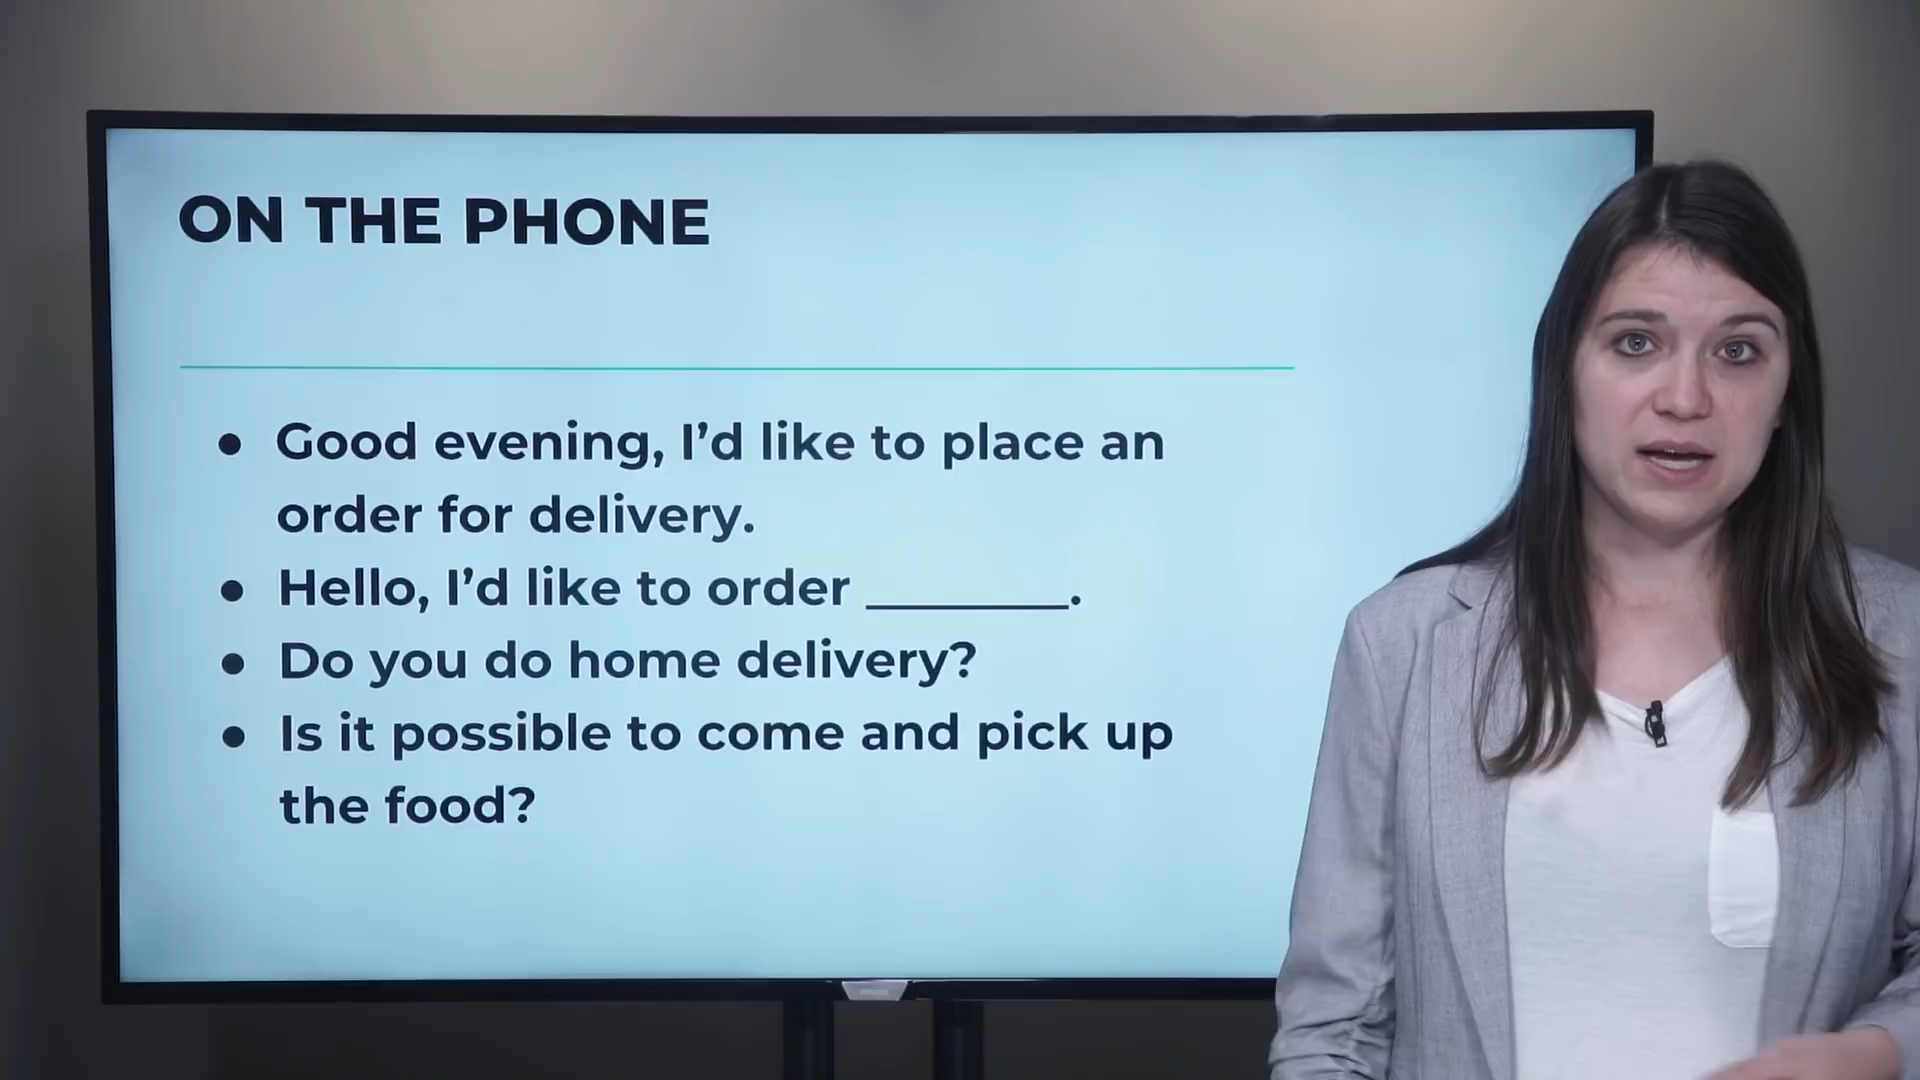 ON THE PHONE
● Good evening, I’d like to place an
order for delivery.
● Hello, I’d like to order ________.
● Do you do home delivery?
● Is it possible to come and pick up
the food?